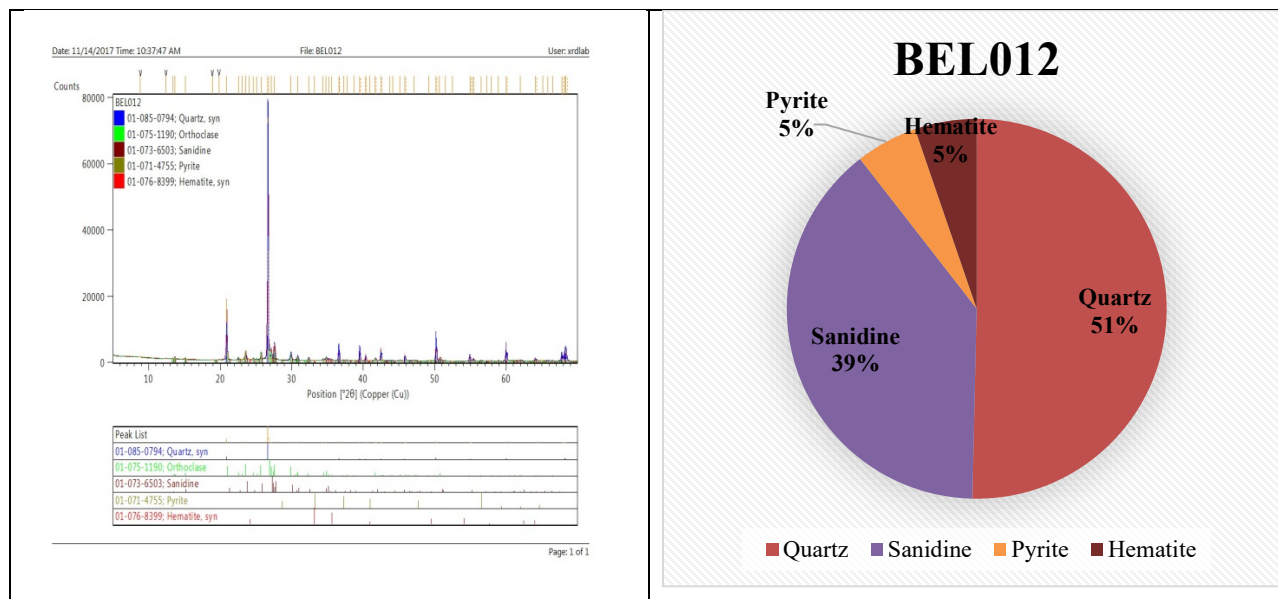 Date: 11/14/2017 Time: 10:37:47 AM File: BEL012 User: xrdlab
Counts
BEL012
01-085-0794; Quartz, syn
01-075-1190; Orthoclase
01-073-6503; Sanidine
01-071-4755; Pyrite
01-076-8399; Hematite, syn
80000
60000
40000
20000
0
10 20 30 40 50 60
Position [°2θ] (Copper (Cu))
Peak List
01-085-0794; Quartz, syn
01-075-1190; Orthoclase
01-073-6503; Sanidine
01-071-4755; Pyrite
01-076-8399; Hematite, syn
Page: 1 of 1
BEL012
Pyrite
5%
Hematite
5%
Quartz
51%
Sanidine
39%
Quartz Sanidine Pyrite Hematite